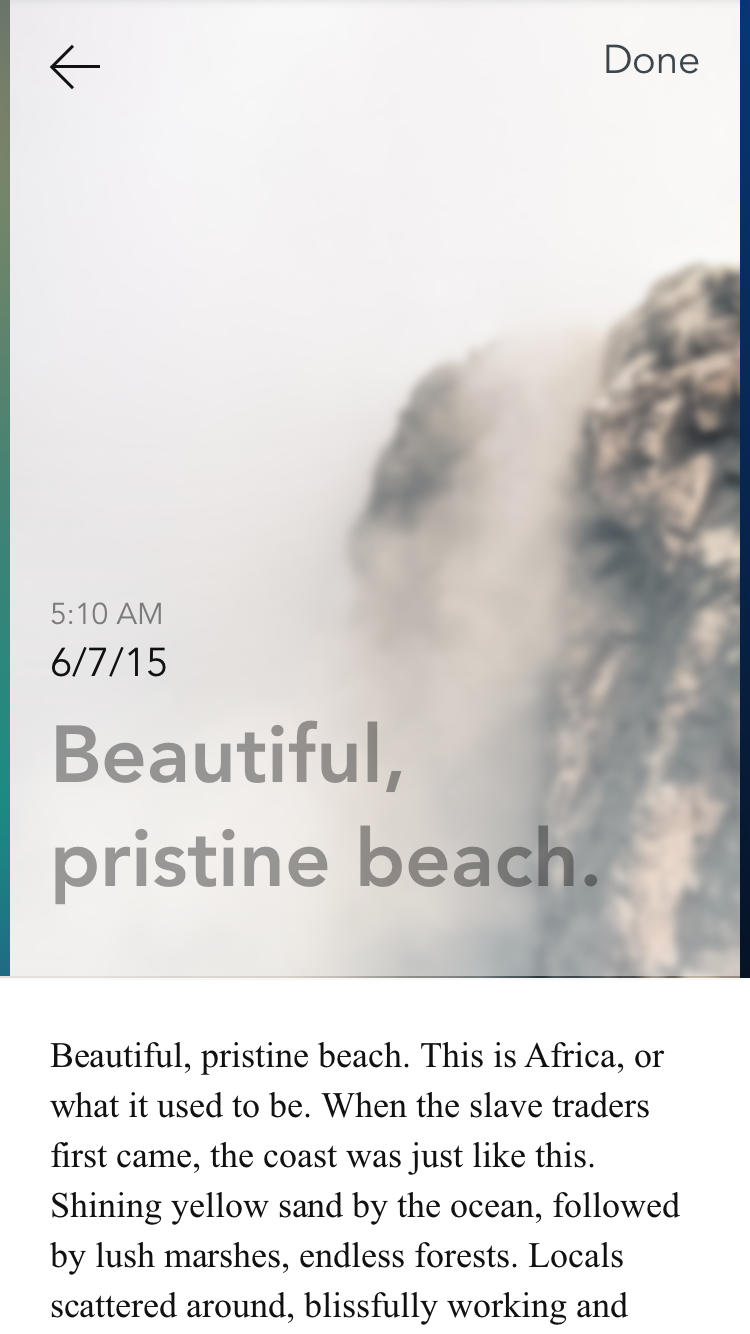 Done
5:10 AM
6/7/15
Beautiful,
pristine beach.
Beautiful, pristine beach. This is Africa, or
what it used to be. When the slave traders
first came, the coast was just like this.
Shining yellow sand by the ocean, followed
by lush marshes, endless forests. Locals
scattered around, blissfully working and